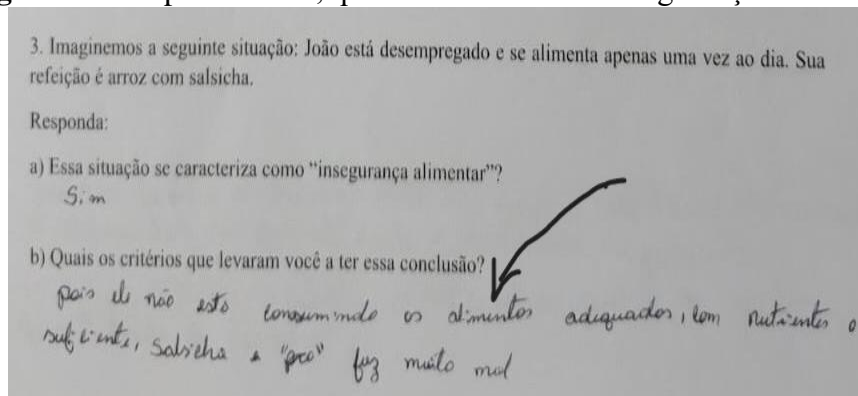 3. Imaginemos a seguinte situação: João está desempregado e se alimenta apenas uma vez ao dia. Sua
refeição é arroz com salsicha.
Responda:
a) Essa situação se caracteriza como “insegurança alimentar”?
Sim
b) Quais os critérios que levaram você a ter essa conclusão?
pois ele não esta consumindo os alimentos adequados, com nutrientes o
suficiente, salsicha "pro" faz muito mal